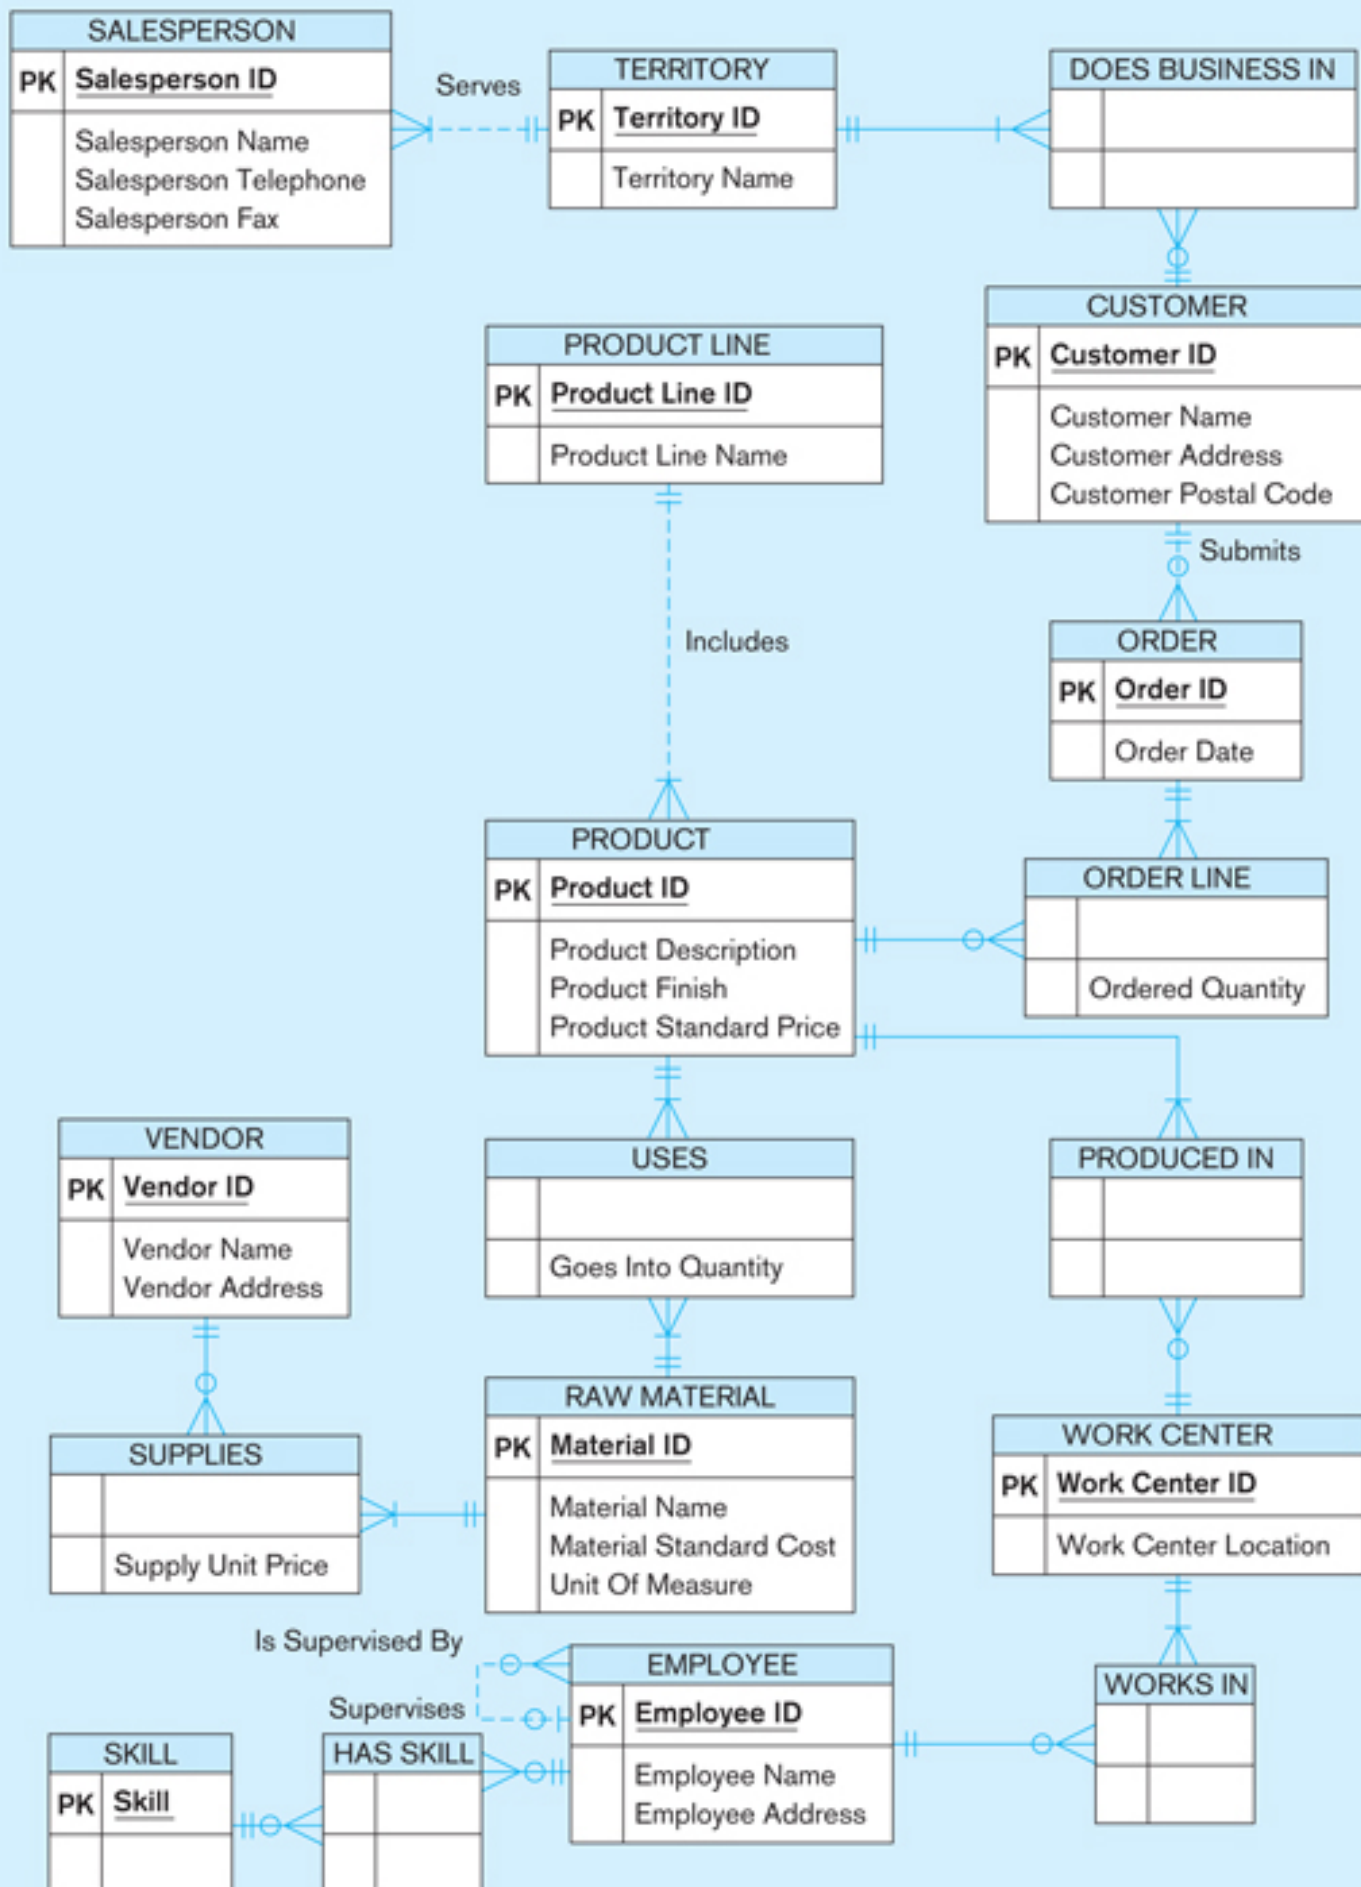 SALESPERSON
PK Salesperson ID
Salesperson Name
Salesperson Telephone
Salesperson Fax
Serves
TERRITORY
PK Territory ID
Territory Name
DOES BUSINESS IN
CUSTOMER
PK Customer ID
Customer Name
Customer Address
Customer Postal Code
PRODUCT LINE
PK Product Line ID
Product Line Name
Submits
Includes
ORDER
PK Order ID
Order Date
PRODUCT
PK Product ID
Product Description
Product Finish
Product Standard Price
ORDER LINE
Ordered Quantity
VENDOR
PK Vendor ID
Vendor Name
Vendor Address
USES
Goes Into Quantity
PRODUCED IN
SUPPLIES
Supply Unit Price
RAW MATERIAL
PK Material ID
Material Name
Material Standard Cost
Unit Of Measure
WORK CENTER
PK Work Center ID
Work Center Location
Is Supervised By
Supervises
EMPLOYEE
PK Employee ID
Employee Name
Employee Address
WORKS IN
SKILL
PK Skill
HAS SKILL